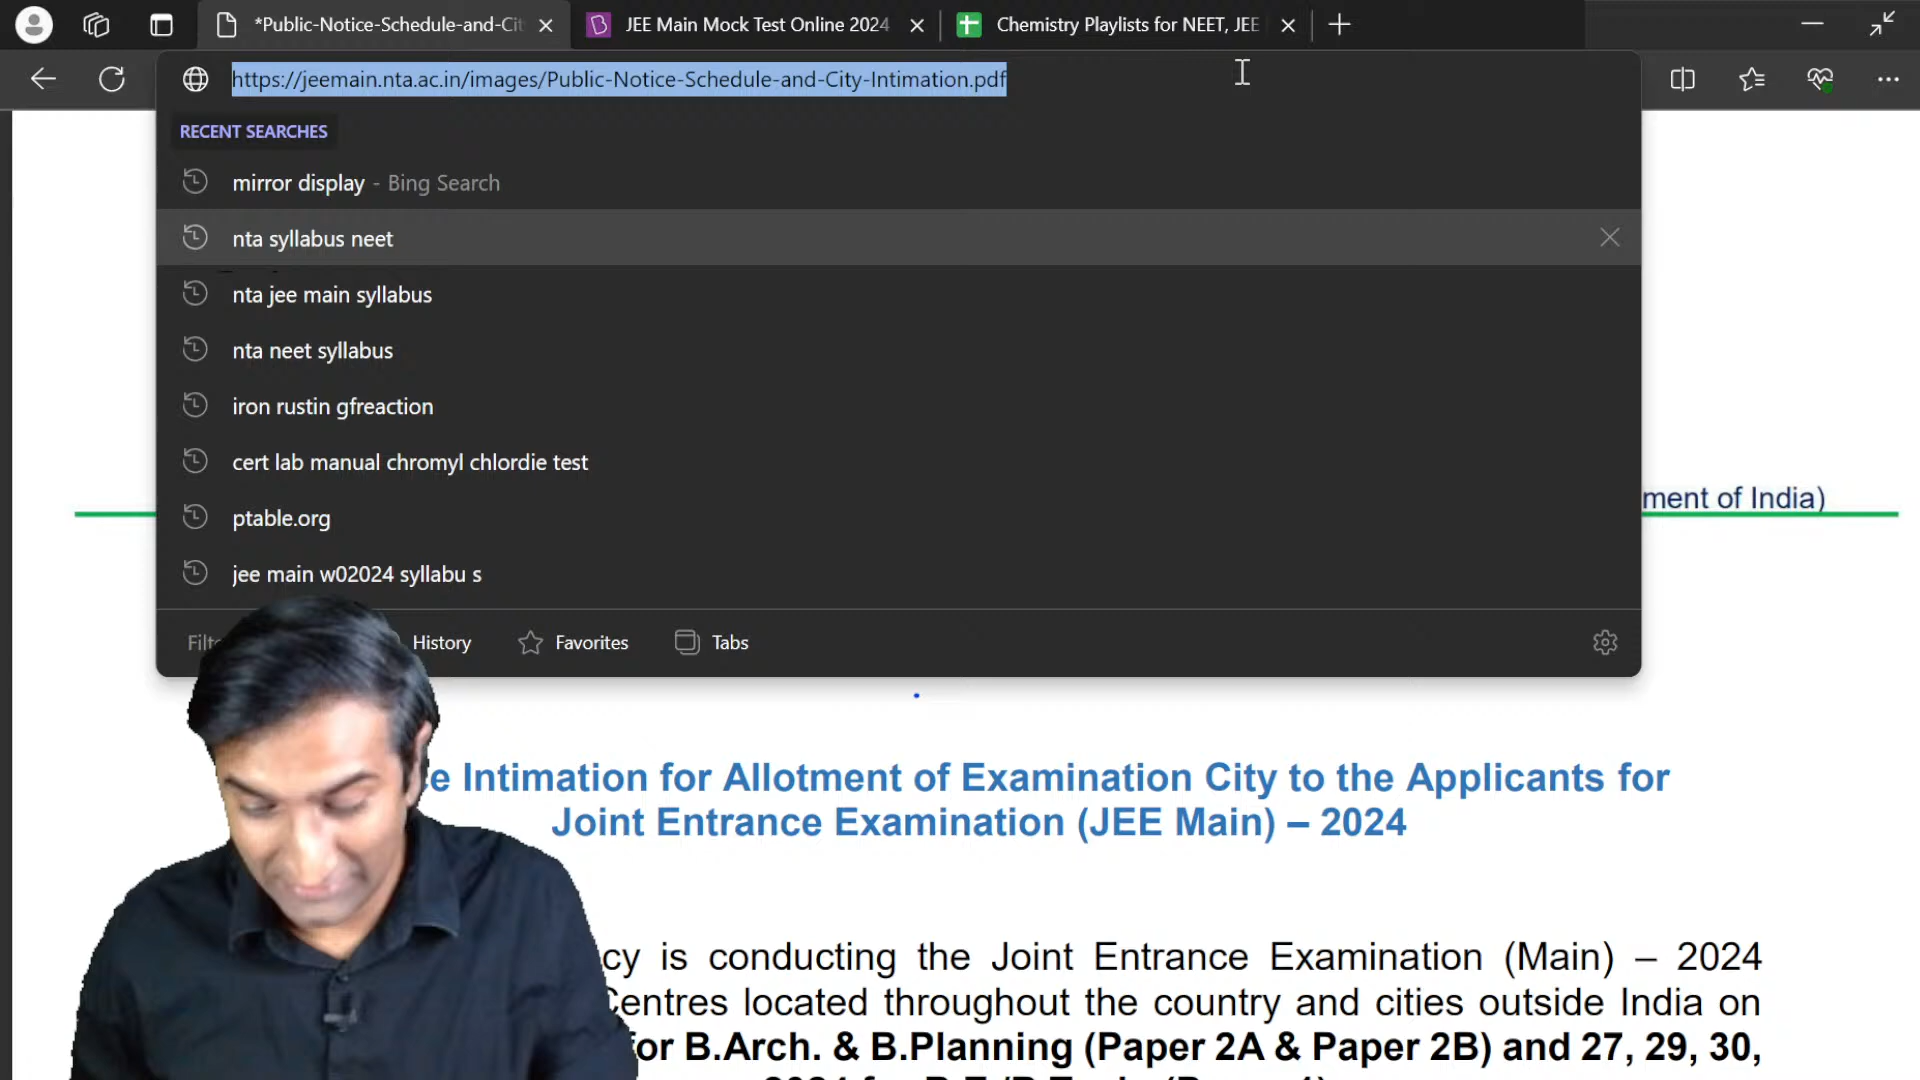 *Public-Notice-Schedule-and-Cit
JEE Main Mock Test Online 2024
Chemistry Playlists for NEET, JEE
https://jeemain.nta.ac.in/images/Public-Notice-Schedule-and-City-Intimation.pdf
RECENT SEARCHES
mirror display - Bing Search
nta syllabus neet
nta jee main syllabus
nta neet syllabus
iron rustin gfreaction
cert lab manual chromyl chlordie test
ptable.org
jee main w02024 syllabu s
History
Favorites
Tabs
ment of India)
e Intimation for Allotment of Examination City to the Applicants for
Joint Entrance Examination (JEE Main) – 2024
cy is conducting the Joint Entrance Examination (Main) – 2024
Centres located throughout the country and cities outside India on
for B.Arch. & B.Planning (Paper 2A & Paper 2B) and 27, 29, 30,